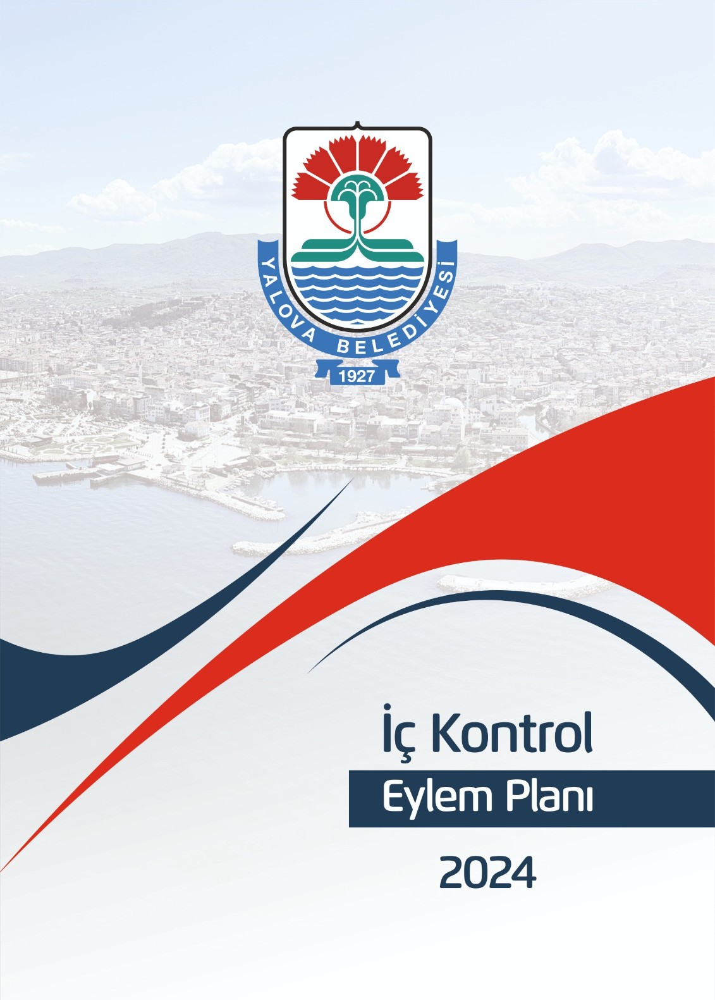 YALOVA BELEDİYESİ
1927
İç Kontrol
Eylem Planı
2024